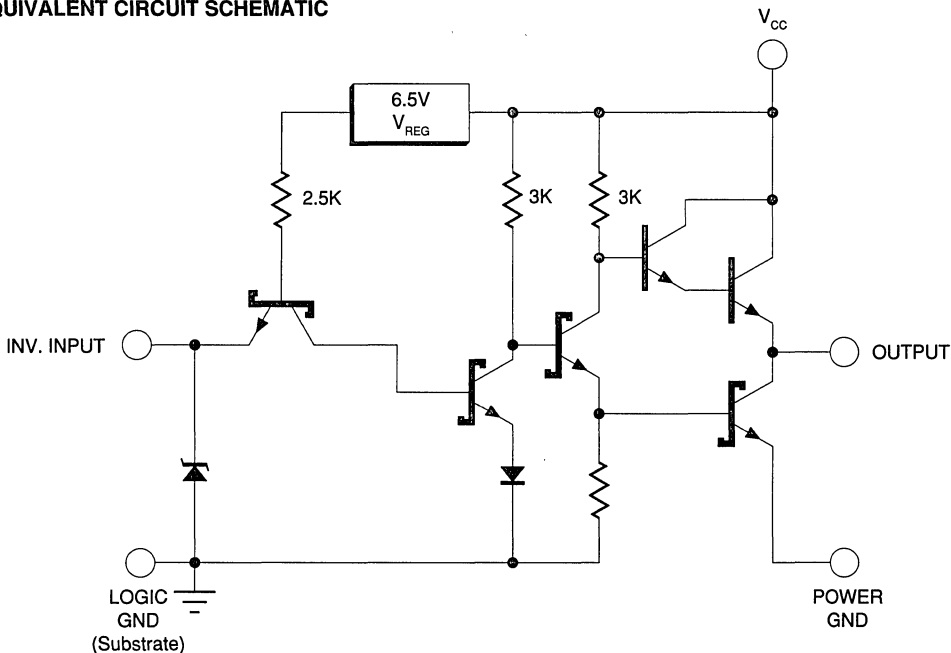 QUIVALENT CIRCUIT SCHEMATIC
VCC
6.5V
VREG
2.5K
3K
3K
INV. INPUT
OUTPUT
LOGIC
GND
(Substrate)
POWER
GND